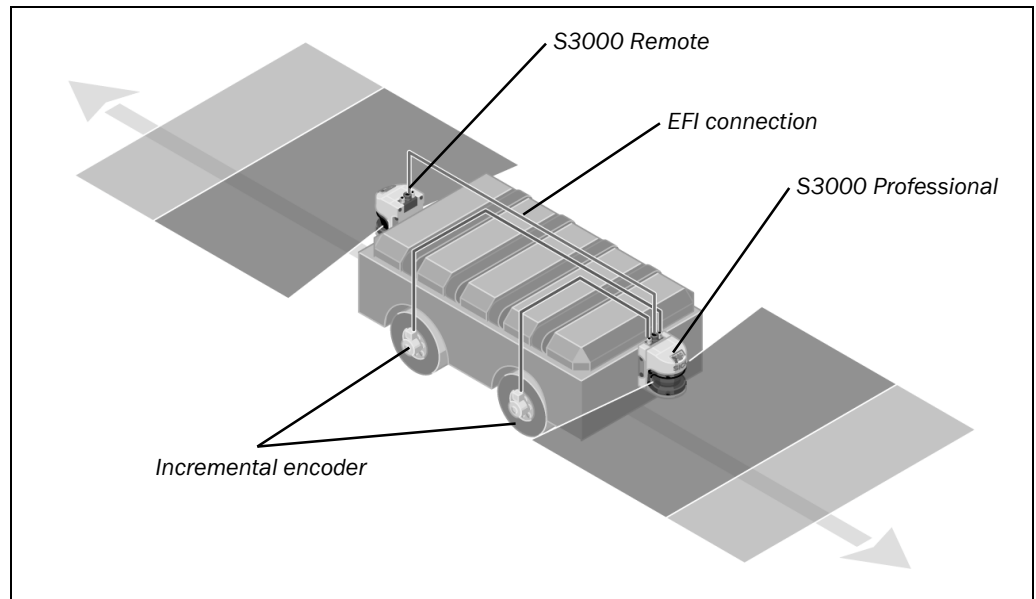 S3000 Remote
EFI connection
S3000 Professional
Incremental encoder